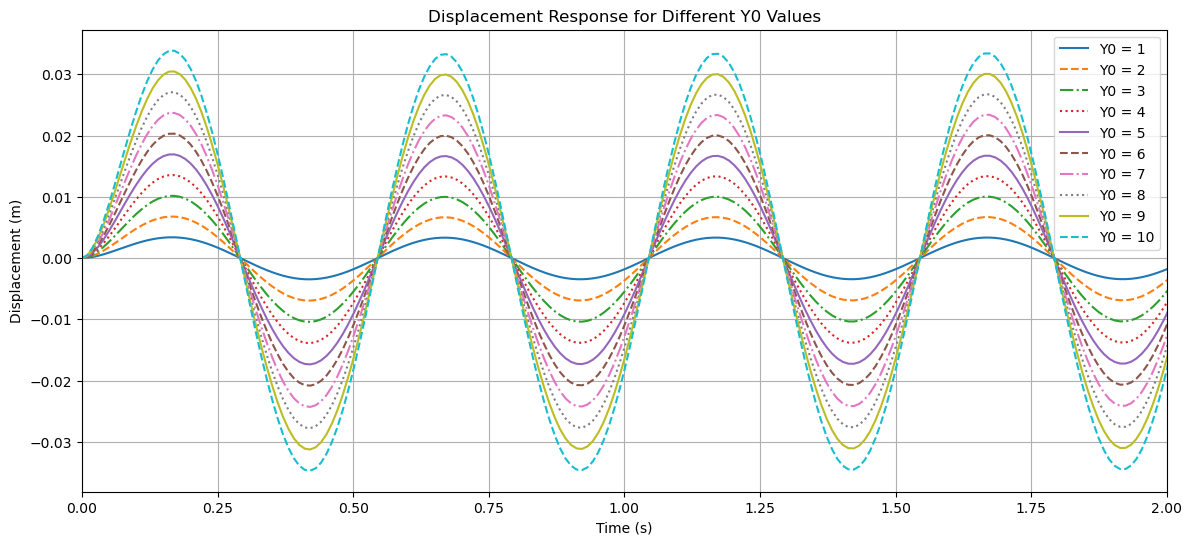 Displacement Response for Different Y0 Values
Displacement (m)
0.03
0.02
0.01
0.00
−0.01
−0.02
−0.03
0.00 0.25 0.50 0.75 1.00 1.25 1.50 1.75 2.00
Time (s)
Y0 = 1
Y0 = 2
Y0 = 3
Y0 = 4
Y0 = 5
Y0 = 6
Y0 = 7
Y0 = 8
Y0 = 9
Y0 = 10